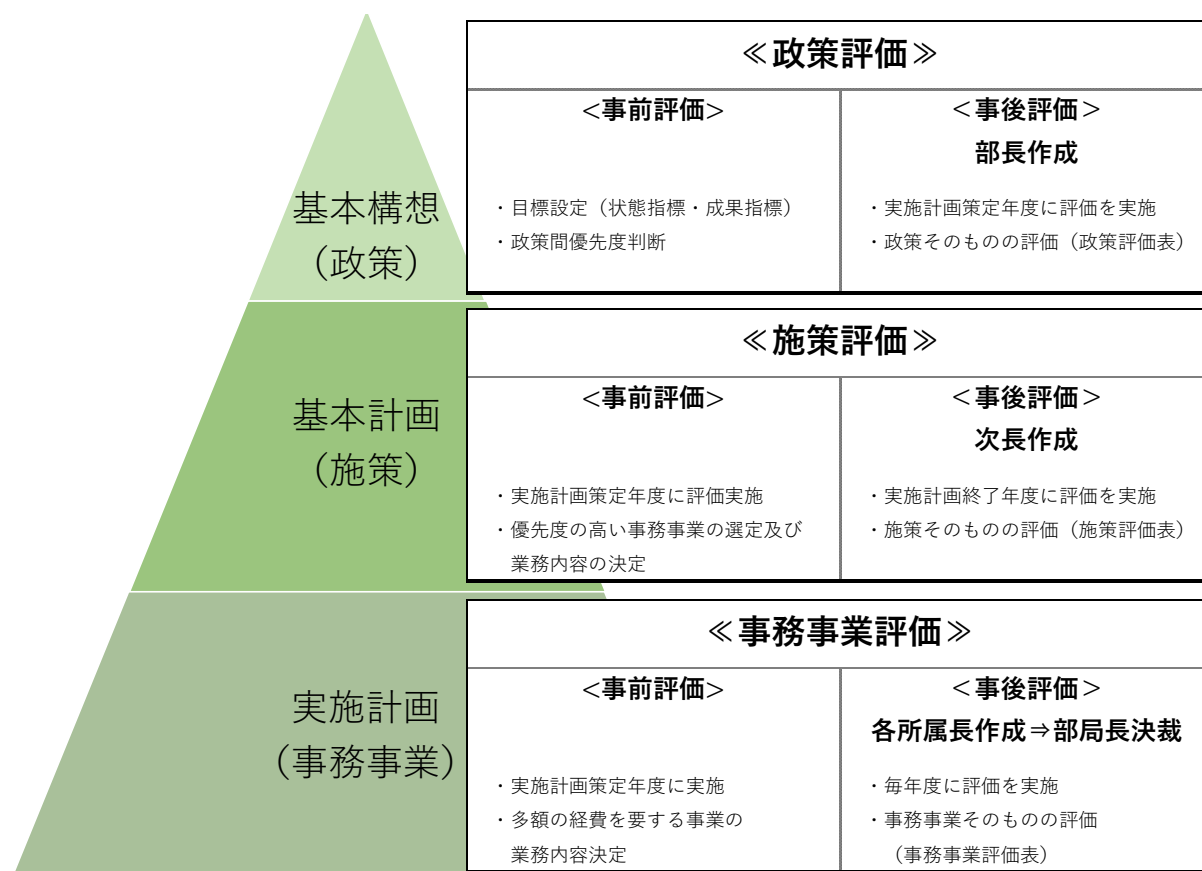 基本構想
（政策）
≪政策評価≫
<事前評価>
・目標設定（状態指標・成果指標）
・政策間優先度判断
＜事後評価＞
部長作成
・実施計画策定年度に評価を実施
・政策そのものの評価（政策評価表）
基本計画
（施策）
≪施策評価≫
<事前評価>
・実施計画策定年度に評価実施
・優先度の高い事務事業の選定及び
業務内容の決定
＜事後評価＞
次長作成
・実施計画終了年度に評価を実施
・施策そのものの評価（施策評価表）
実施計画
（事務事業）
≪事務事業評価≫
<事前評価>
・実施計画策定年度に実施
・多額の経費を要する事業の
業務内容決定
＜事後評価＞
各所属長作成⇒部局長決裁
・毎年度に評価を実施
・事務事業そのものの評価
（事務事業評価表）